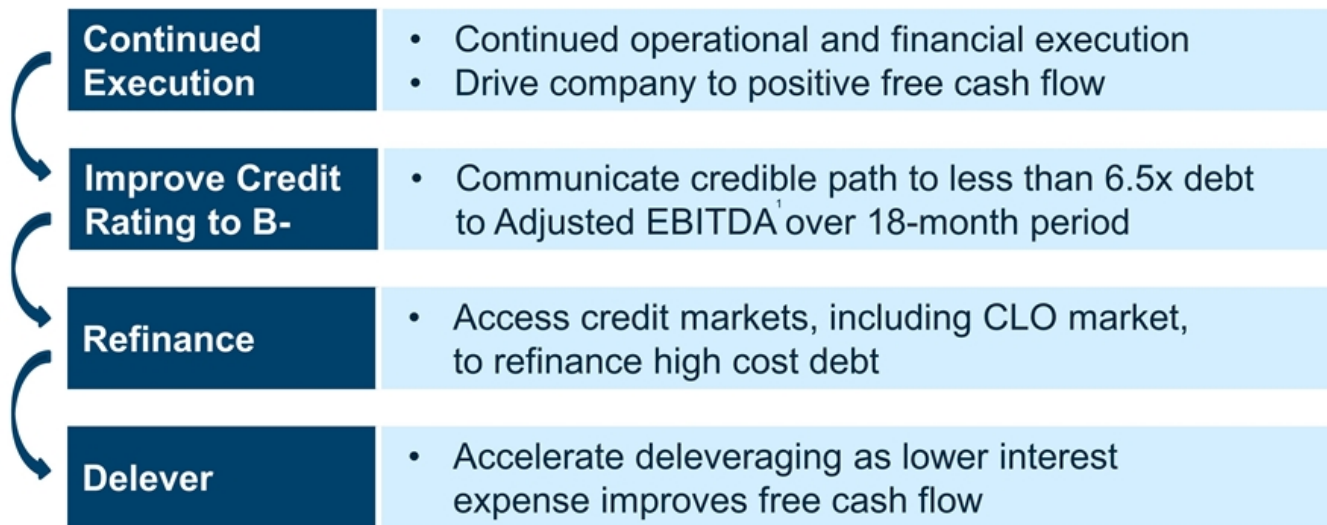 Continued
Execution
• Continued operational and financial execution
• Drive company to positive free cash flow
Improve Credit
Rating to B-
• Communicate credible path to less than 6.5x debt
to Adjusted EBITDA¹ over 18-month period
Refinance
• Access credit markets, including CLO market,
to refinance high cost debt
Delever
• Accelerate deleveraging as lower interest
expense improves free cash flow